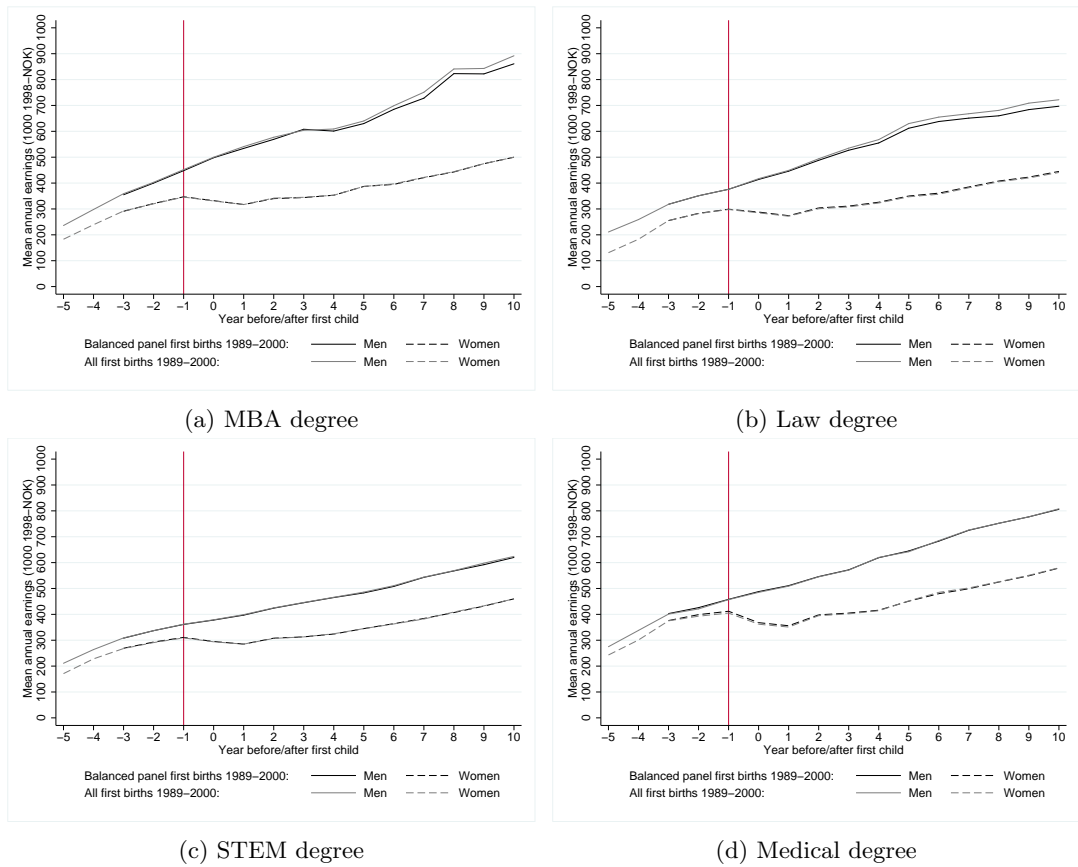 Mean annual earnings (1000 1998−NOK)
0 100 200 300 400 500 600 700 800 900 1000
−5 −4 −3 −2 −1 0 1 2 3 4 5 6 7 8 9 10
Year before/after first child
Balanced panel first births 1989−2000: Men Women
All first births 1989−2000: Men Women
(a) MBA degree
Mean annual earnings (1000 1998−NOK)
0 100 200 300 400 500 600 700 800 900 1000
−5 −4 −3 −2 −1 0 1 2 3 4 5 6 7 8 9 10
Year before/after first child
Balanced panel first births 1989−2000: Men Women
All first births 1989−2000: Men Women
(b) Law degree
Mean annual earnings (1000 1998−NOK)
0 100 200 300 400 500 600 700 800 900 1000
−5 −4 −3 −2 −1 0 1 2 3 4 5 6 7 8 9 10
Year before/after first child
Balanced panel first births 1989−2000: Men Women
All first births 1989−2000: Men Women
(c) STEM degree
Mean annual earnings (1000 1998−NOK)
0 100 200 300 400 500 600 700 800 900 1000
−5 −4 −3 −2 −1 0 1 2 3 4 5 6 7 8 9 10
Year before/after first child
Balanced panel first births 1989−2000: Men Women
All first births 1989−2000: Men Women
(d) Medical degree